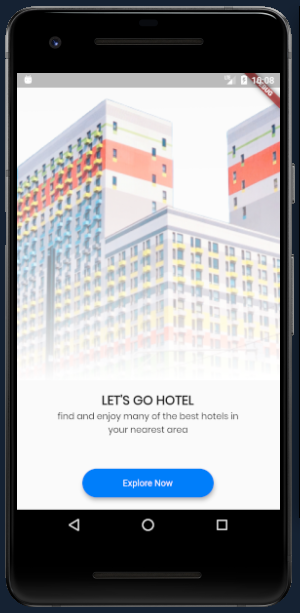 16:08
LET'S GO HOTEL
find and enjoy many of the best hotels in
your nearest area
Explore Now